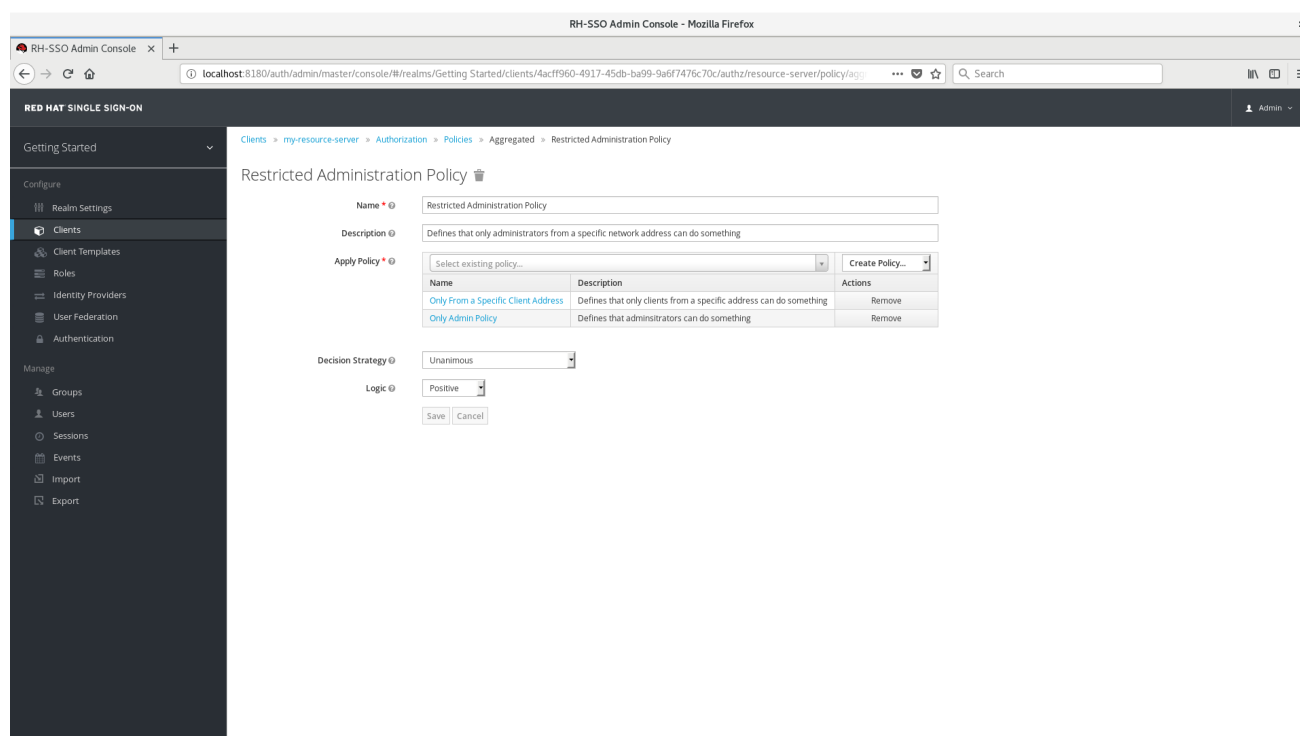 RH-SSO Admin Console - Mozilla Firefox
RH-SSO Admin Console
localhost:8180/auth/admin/master/console/#/realms/Getting Started/clients/4acff960-4917-45db-ba99-9a6f7476c70c/authz/resource-server/policy/agg
Search
RED HAT SINGLE SIGN-ON
Admin
Getting Started
Clients » my-resource-server » Authorization » Policies » Aggregated » Restricted Administration Policy
Configure
Realm Settings
Clients
Client Templates
Roles
Identity Providers
User Federation
Authentication
Manage
Groups
Users
Sessions
Events
Import
Export
Restricted Administration Policy
Name *
Restricted Administration Policy
Description
Defines that only administrators from a specific network address can do something
Apply Policy *
Select existing policy...
Create Policy...
Name Description Actions
Only From a Specific Client Address Defines that only clients from a specific address can do something Remove
Only Admin Policy Defines that adminsitrators can do something Remove
Decision Strategy
Unanimous
Logic
Positive
Save Cancel